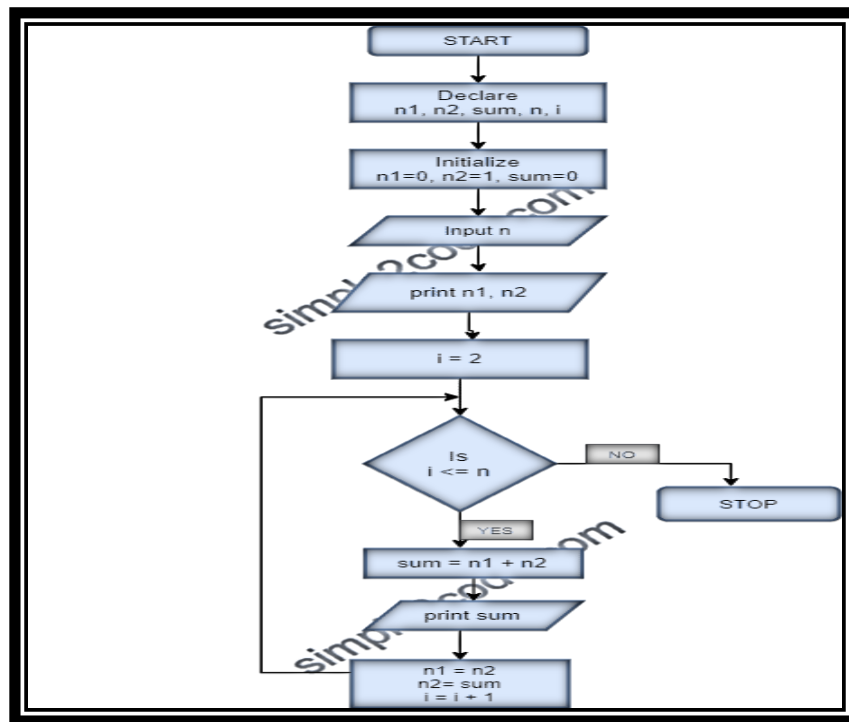 START
Declare
n1, n2, sum, n, i
Initialize
n1=0, n2=1, sum=0
Input n
print n1, n2
i = 2
Is
i <= n
NO
STOP
YES
sum = n1 + n2
print sum
n1 = n2
n2= sum
i = i + 1